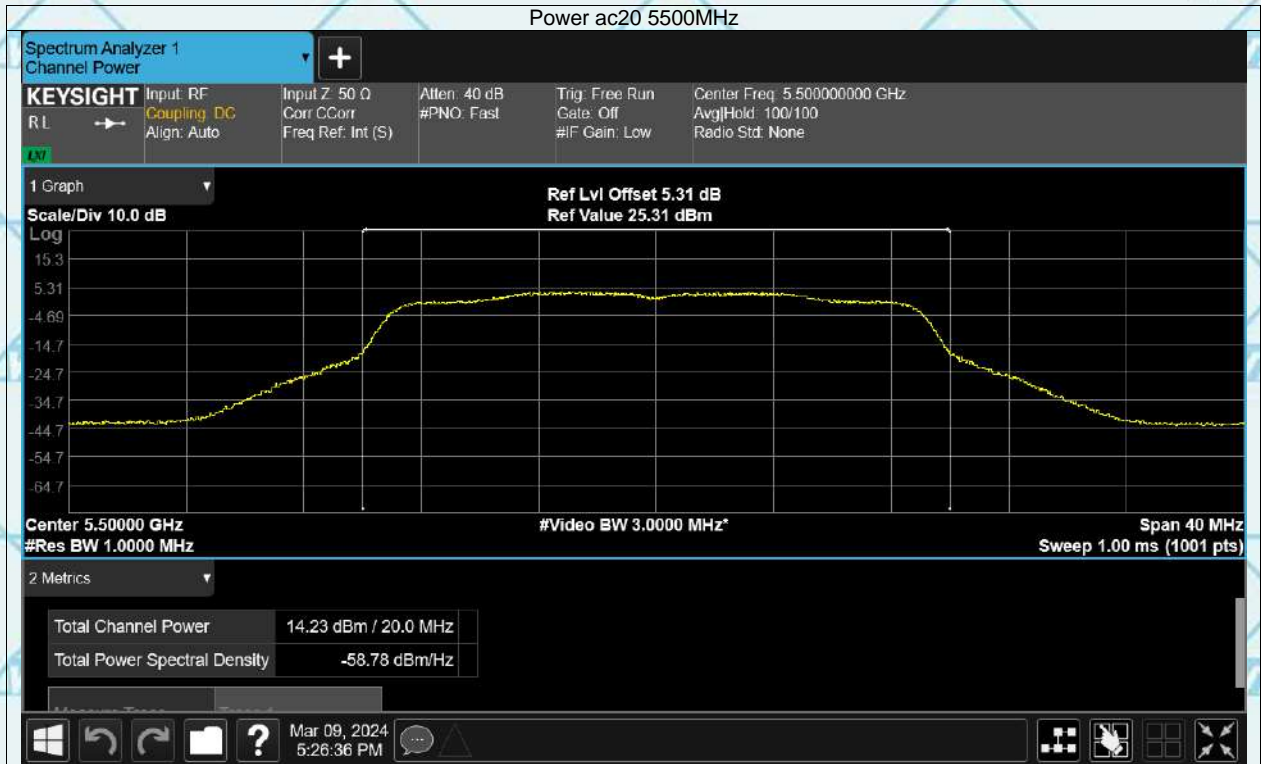 Power ac20 5500MHz
Spectrum Analyzer 1
Channel Power
+
KEYSIGHT
RL
LXI
Input: RF
Coupling: DC
Align: Auto
Input Z: 50 Ω
Corr CCorr
Freq Ref: Int (S)
Atten: 40 dB
#PNO: Fast
Trig: Free Run
Gate: Off
#IF Gain: Low
Center Freq: 5.500000000 GHz
Avg|Hold: 100/100
Radio Std: None
1 Graph
Scale/Div 10.0 dB
Ref Lvl Offset 5.31 dB
Ref Value 25.31 dBm
Log
15.3
5.31
-4.69
-14.7
-24.7
-34.7
-44.7
-54.7
-64.7
Center 5.50000 GHz
#Video BW 3.0000 MHz*
Span 40 MHz
#Res BW 1.0000 MHz
Sweep 1.00 ms (1001 pts)
2 Metrics
Total Channel Power 14.23 dBm / 20.0 MHz
Total Power Spectral Density -58.78 dBm/Hz
?
Mar 09, 2024
5:26:36 PM